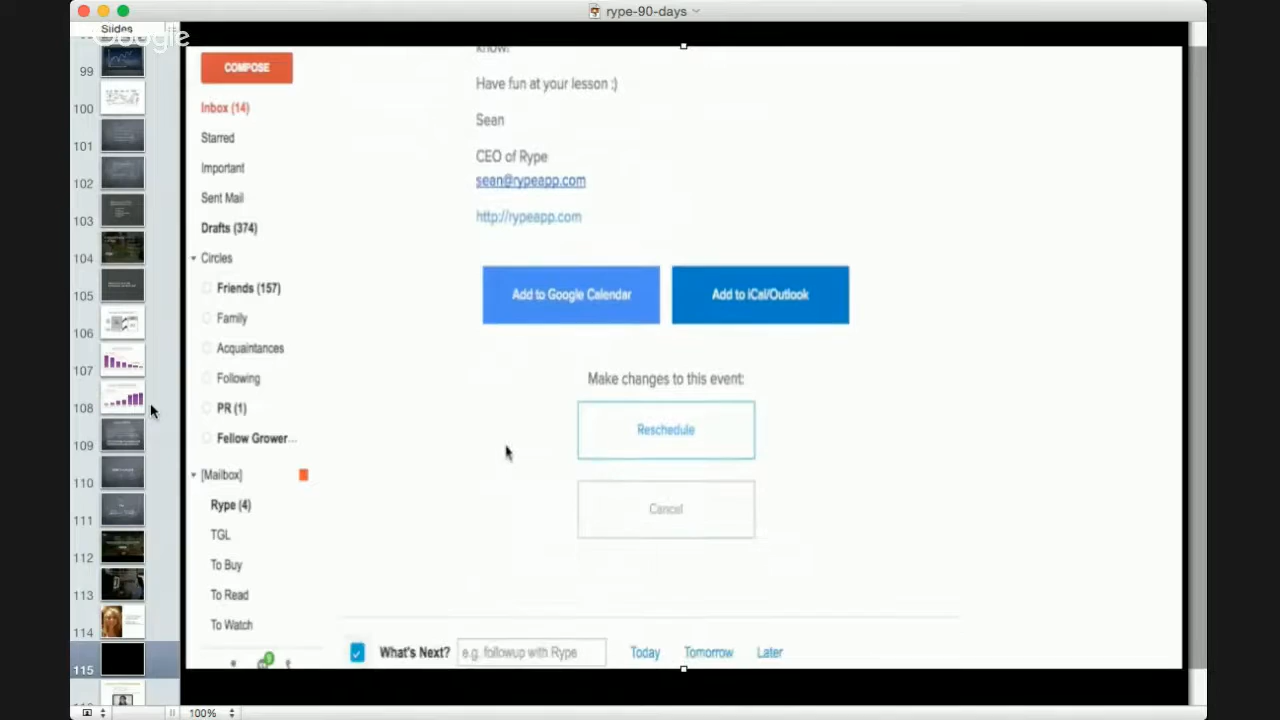 rype-90-days
Slides
Google
99
100
101
102
103
104
105
106
107
108
109
110
111
112
113
114
115
100%
COMPOSE
Inbox (14)
Starred
Important
Sent Mail
Drafts (374)
Circles
Friends (157)
Family
Acquaintances
Following
PR (1)
Fellow Grower...
[Mailbox]
Rype (4)
TGL
To Buy
To Read
To Watch
know!
Have fun at your lesson :)
Sean
CEO of Rype
sean@rypeapp.com
http://rypeapp.com
Add to Google Calendar
Add to iCal/Outlook
Make changes to this event:
Reschedule
Cancel
What's Next? e.g. followup with Rype Today Tomorrow Later